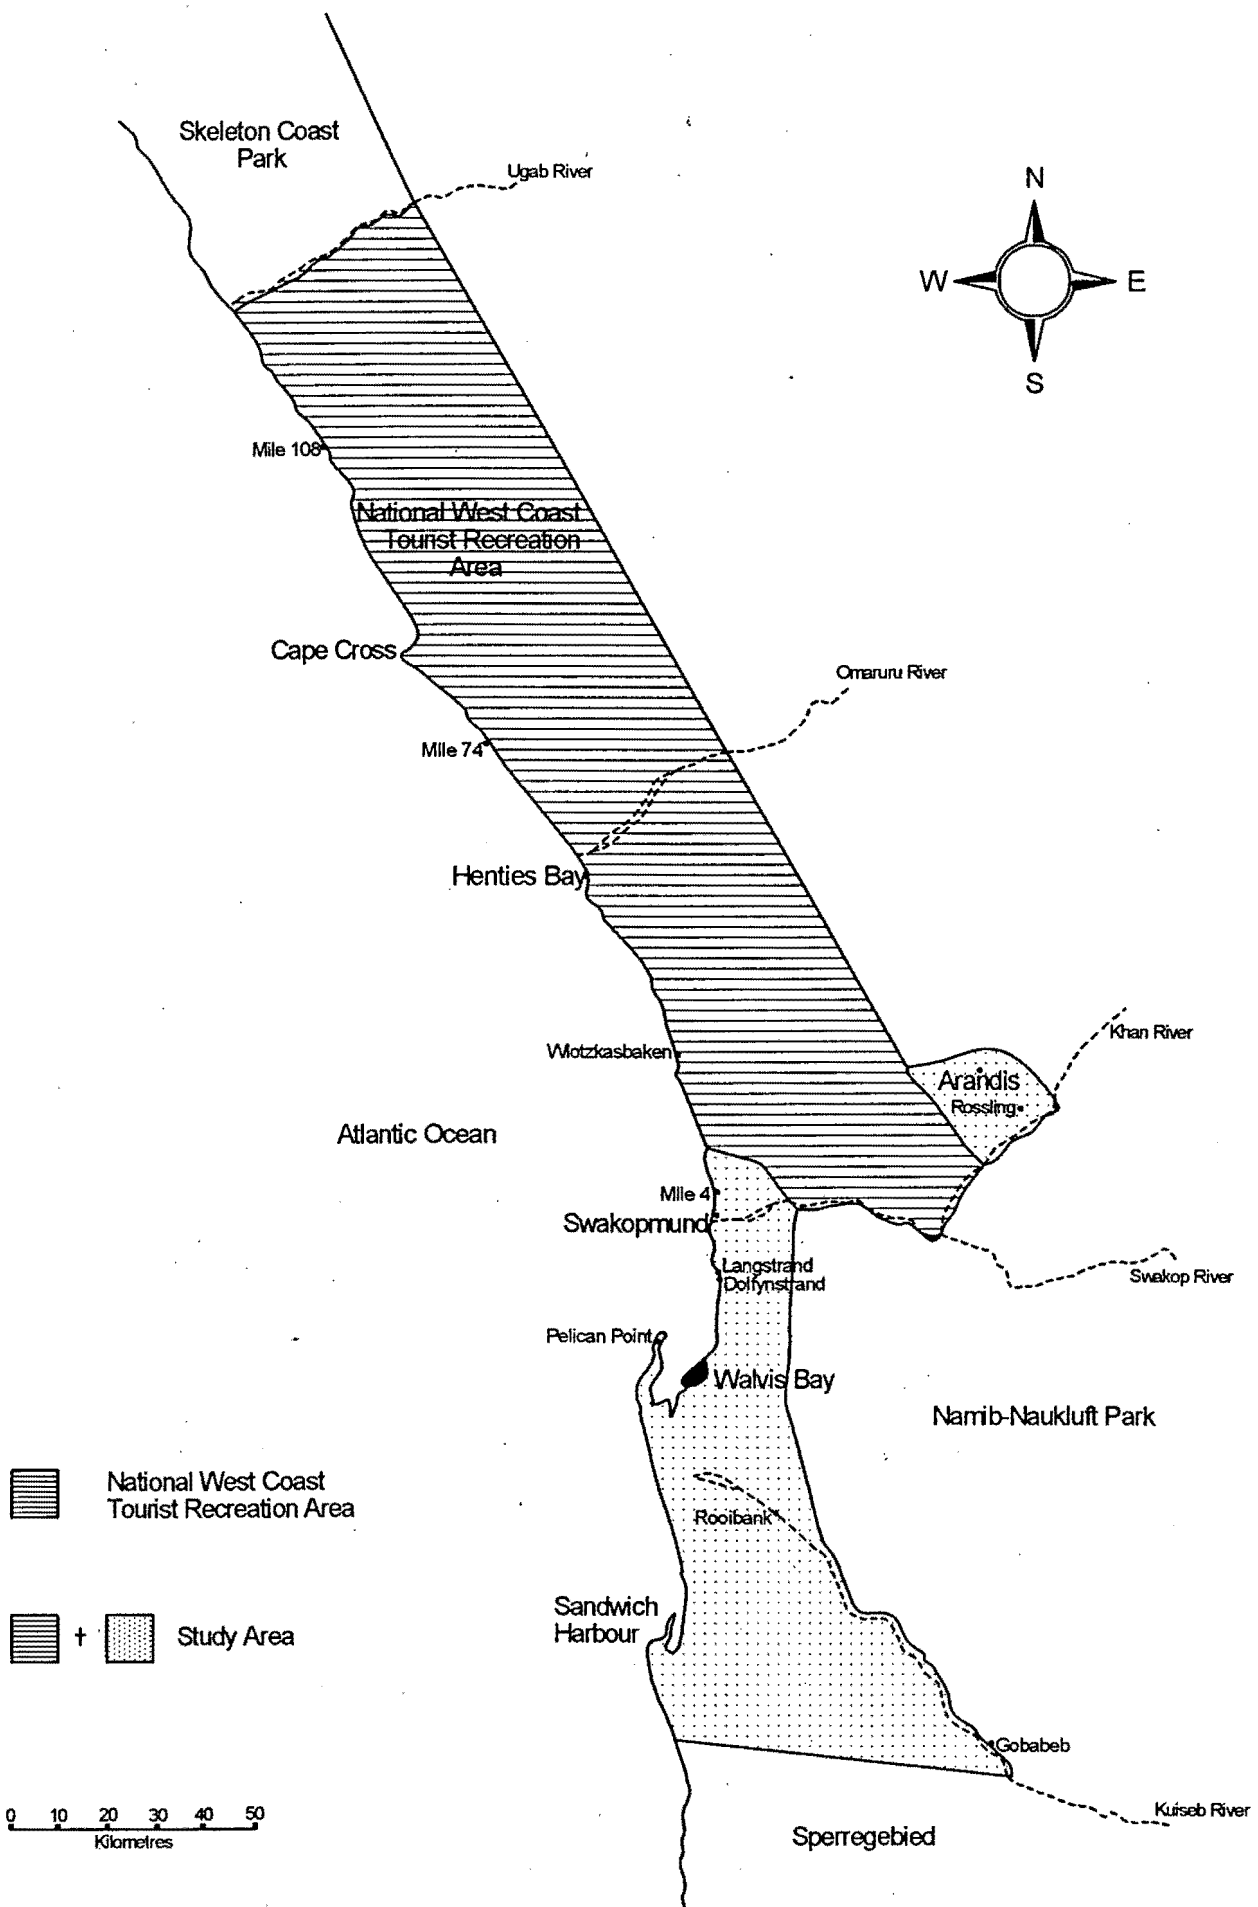 Skeleton Coast
Park
Ugab River
N
W
E
S
Mile 108
National West Coast
Tourist Recreation
Area
Cape Cross
Omaruru River
Mile 74
Henties Bay
Khan River
Wlotzkasbaken
Arandis
Rossling
Atlantic Ocean
Mile 4
Swakopmund
Langstrand
Dolfynstrand
Swakop River
Pelican Point
Walvis Bay
Namib-Naukluft Park
National West Coast
Tourist Recreation Area
Rooibank
Sandwich
Harbour
+
Study Area
Gobabeb
0 10 20 30 40 50
Kilometres
Kuiseb River
Sperregebied